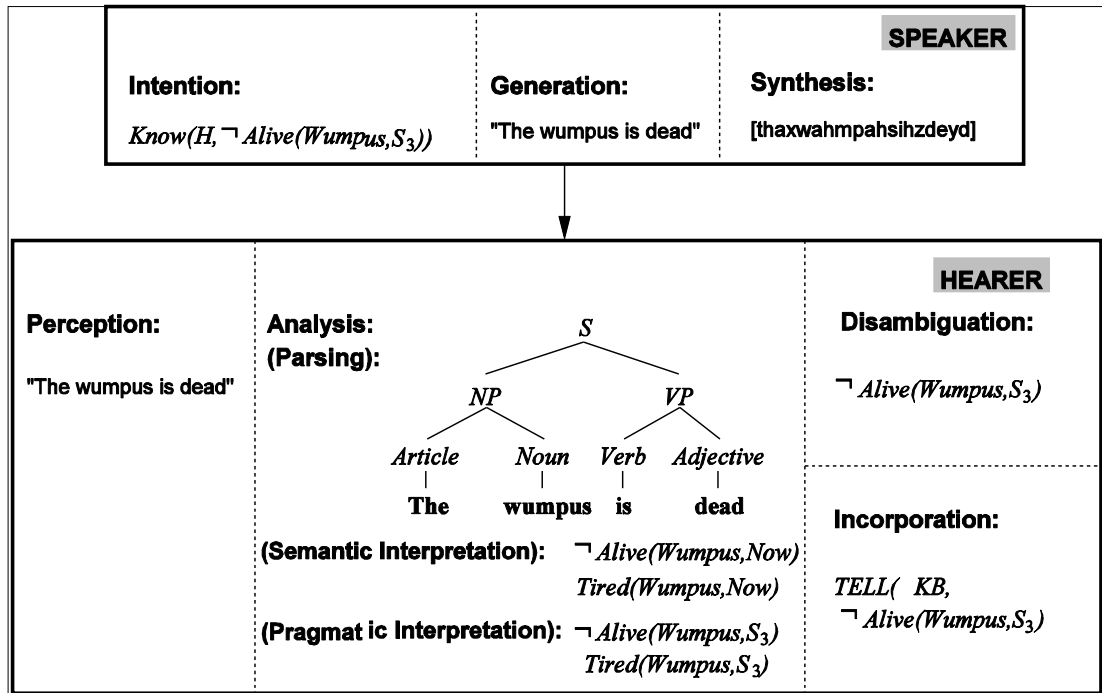 SPEAKER
Intention:
Know(H, ¬ Alive(Wumpus,S₃))
Generation:
"The wumpus is dead"
Synthesis:
[thaxwahmpahsihzdeyd]
HEARER
Perception:
"The wumpus is dead"
Analysis:
(Parsing):
S
NP VP
Article Noun Verb Adjective
The wumpus is dead
(Semantic Interpretation): ¬ Alive(Wumpus,Now)
Tired(Wumpus,Now)
(Pragmat ic Interpretation): ¬ Alive(Wumpus,S₃)
Tired(Wumpus,S₃)
Disambiguation:
¬ Alive(Wumpus,S₃)
Incorporation:
TELL( KB,
¬ Alive(Wumpus,S₃)